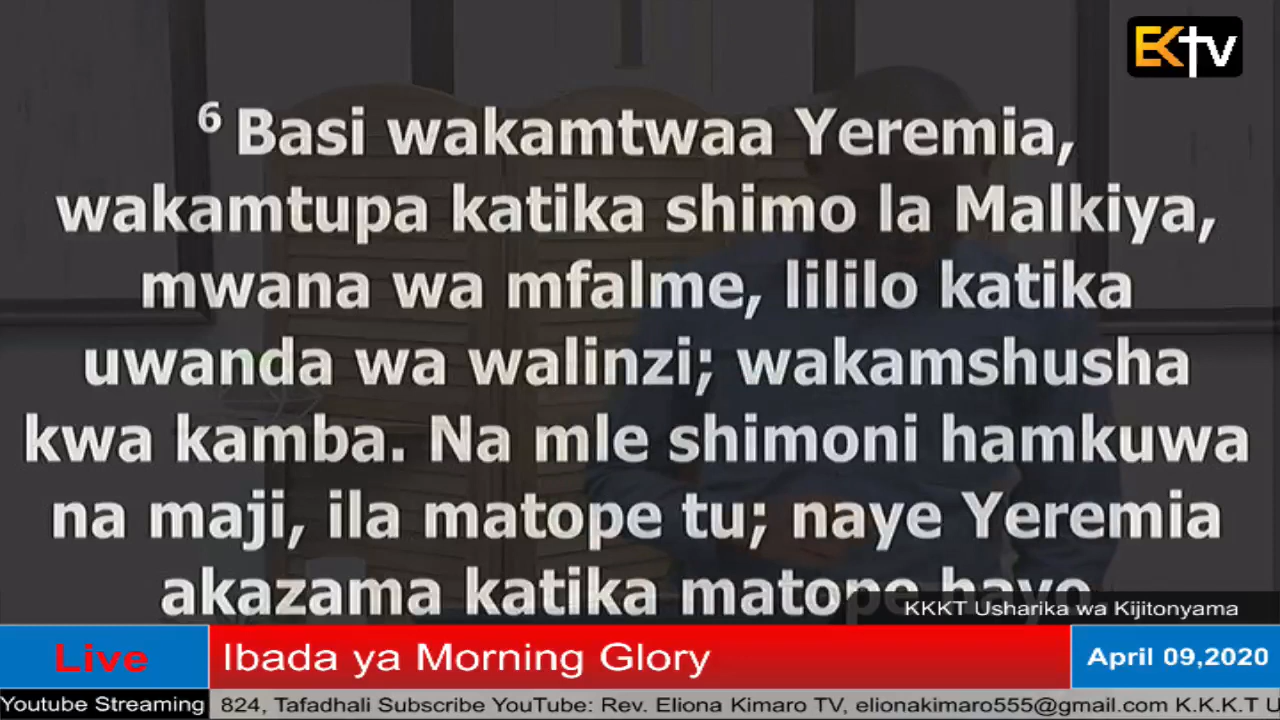 EKTV
6 Basi wakamtwaa Yeremia,
wakamtupa katika shimo la Malkiya,
mwana wa mfalme, lililo katika
uwanda wa walinzi; wakamshusha
kwa kamba. Na mle shimoni hamkuwa
na maji, ila matope tu; naye Yeremia
akazama katika matope hayo.
KKKT Usharika wa Kijitonyama
Live
Ibada ya Morning Glory
April 09,2020
Youtube Streaming
824, Tafadhali Subscribe YouTube: Rev. Eliona Kimaro TV, elionakimaro555@gmail.com K.K.K.T U